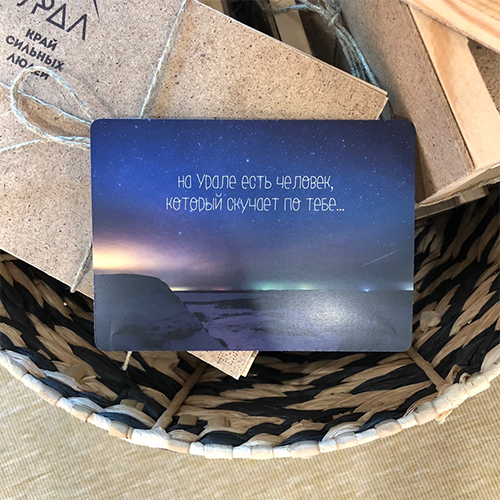 УРАЛ
КРАЙ
СИЛЬНЫХ
ЛЮДЕЙ
на Урале есть человек,
который скучает по тебе...